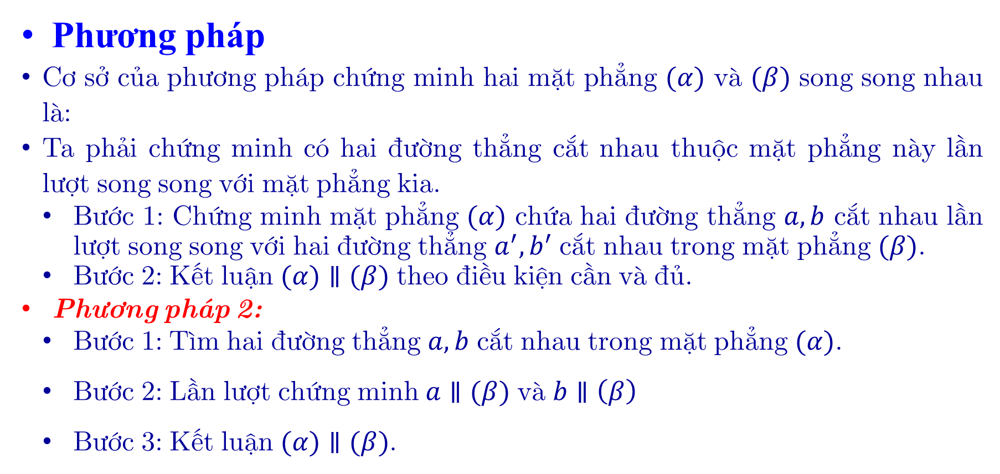 • Phương pháp
• Cơ sở của phương pháp chứng minh hai mặt phẳng (α) và (β) song song nhau
là:
• Ta phải chứng minh có hai đường thẳng cắt nhau thuộc mặt phẳng này lần
lượt song song với mặt phẳng kia.
• Bước 1: Chứng minh mặt phẳng (α) chứa hai đường thẳng a, b cắt nhau lần
lượt song song với hai đường thẳng a′, b′ cắt nhau trong mặt phẳng (β).
• Bước 2: Kết luận (α) ∥ (β) theo điều kiện cần và đủ.
• Phương pháp 2:
• Bước 1: Tìm hai đường thẳng a, b cắt nhau trong mặt phẳng (α).
• Bước 2: Lần lượt chứng minh a ∥ (β) và b ∥ (β)
• Bước 3: Kết luận (α) ∥ (β).